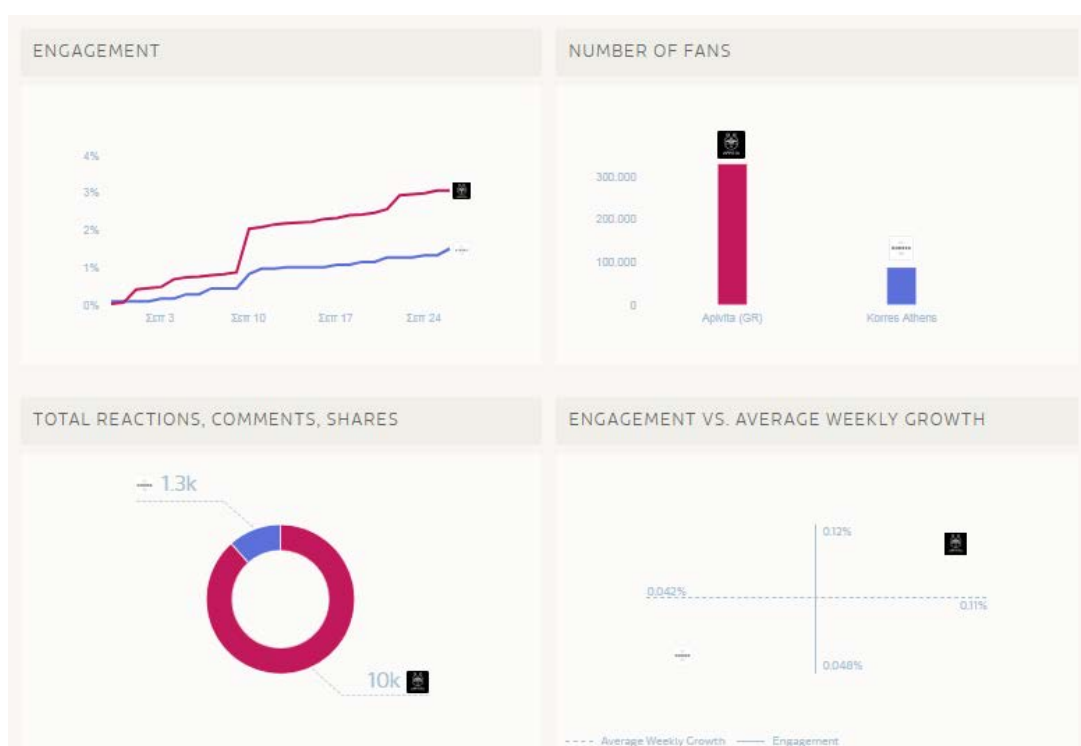 ENGAGEMENT
4%
3%
2%
1%
0%
Σεπ 3
Σεπ 10
Σεπ 17
Σεπ 24
NUMBER OF FANS
300.000
200.000
100.000
0
KORRES
Apivita (GR)
Korres Athens
TOTAL REACTIONS, COMMENTS, SHARES
1.3k
10k
ENGAGEMENT VS. AVERAGE WEEKLY GROWTH
0.12%
0.042%
0.11%
0.048%
Average Weekly Growth
Engagement